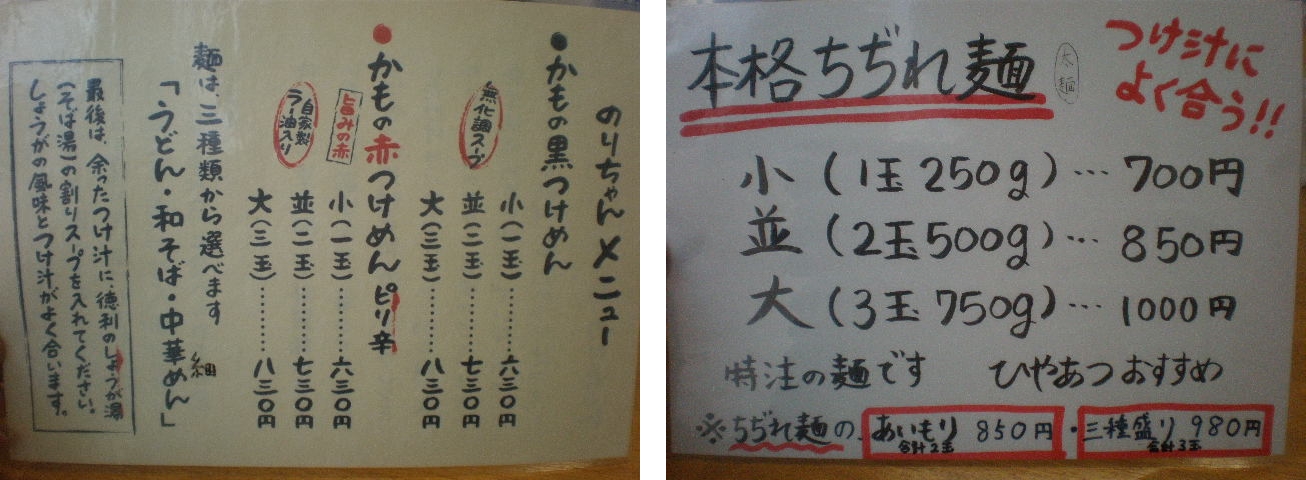 のりちゃんメニュー
●かもの黒つけめん
無化調スープ
小(一玉)……六三〇円
並(二玉)……七三〇円
大(三玉)……八三〇円
●かもの赤つけめん ピリ辛
旨みの赤
自家製
ラー油入り
小(一玉)……六三〇円
並(二玉)……七三〇円
大(三玉)……八三〇円
麺は、三種類から選べます
「うどん・和そば・中華めん」
細
最後は、余ったつけ汁に、徳利のしょうが湯
(そば湯)の割りスープを入れてください。
しょうがの風味とつけ汁がよく合います。
本格ちぢれ麺
太麺
つけ汁に
よく合う!!
小(1玉250g)…700円
並(2玉500g)…850円
大(3玉750g)…1000円
特注の麺です ひやあつおすすめ
※ちぢれ麺の、あいもり 850円・三種盛り 980円
合計2玉 合計3玉